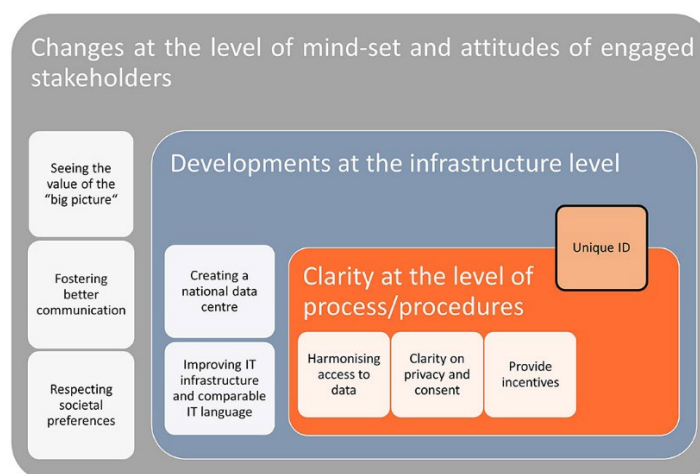 Changes at the level of mind-set and attitudes of engaged
stakeholders
Seeing the
value of the
"big picture"
Fostering
better
communication
Respecting
societal
preferences
Developments at the infrastructure level
Creating a
national data
centre
Improving IT
infrastructure
and comparable
IT language
Unique ID
Clarity at the level of
process/procedures
Harmonising
access to
data
Clarity on
privacy and
consent
Provide
incentives